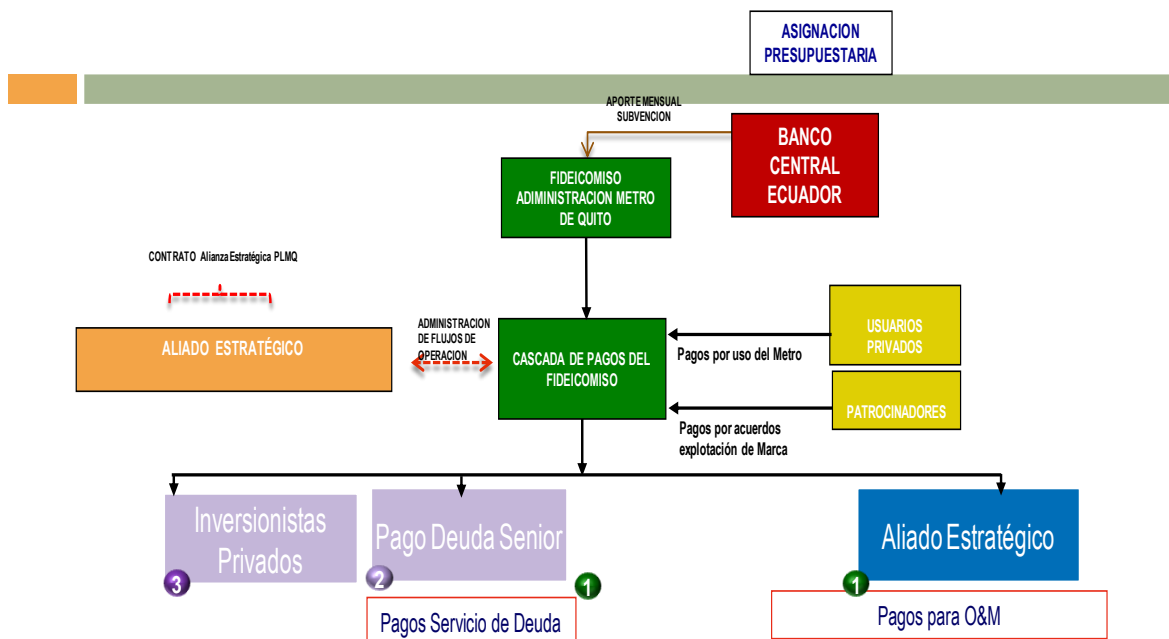 ASIGNACION
PRESUPUESTARIA
APORTE MENSUAL
SUBVENCION
BANCO
CENTRAL
ECUADOR
FIDEICOMISO
ADIMINISTRACION METRO
DE QUITO
CONTRATO Alianza Estratégica PLMQ
ALIADO ESTRATÉGICO
ADMINISTRACION
DE FLUJOS DE
OPERACION
CASCADA DE PAGOS DEL
FIDEICOMISO
Pagos por uso del Metro
USUARIOS
PRIVADOS
Pagos por acuerdos
explotación de Marca
PATROCINADORES
Inversionistas
Privados
3
Pago Deuda Senior
2
1
Pagos Servicio de Deuda
Aliado Estratégico
1
Pagos para O&M